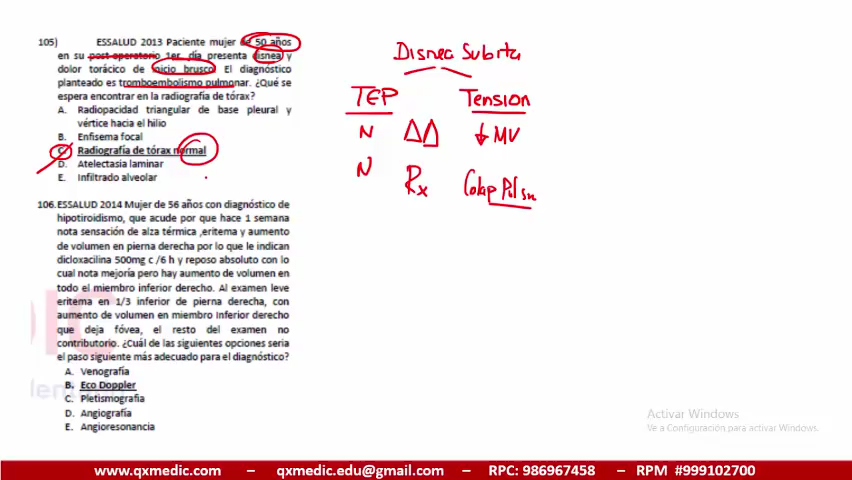 105) ESSALUD 2013 Paciente mujer de 50 años
en su post-operatorio 1er. día presenta disnea y
dolor torácico de inicio brusco. El diagnóstico
planteado es tromboembolismo pulmonar. ¿Qué se
espera encontrar en la radiografía de tórax?
A. Radiopacidad triangular de base pleural y
vértice hacia el hilio
B. Enfisema focal
C. Radiografía de tórax normal
D. Atelectasia laminar
E. Infiltrado alveolar
106. ESSALUD 2014 Mujer de 56 años con diagnóstico de
hipotiroidismo, que acude por que hace 1 semana
nota sensación de alza térmica ,eritema y aumento
de volumen en pierna derecha por lo que le indican
dicloxacilina 500mg c /6 h y reposo absoluto con lo
cual nota mejoría pero hay aumento de volumen en
todo el miembro inferior derecho. Al examen leve
eritema en 1/3 inferior de pierna derecha, con
aumento de volumen en miembro Inferior derecho
que deja fóvea, el resto del examen no
contributorio. ¿Cuál de las siguientes opciones seria
el paso siguiente más adecuado para el diagnóstico?
A. Venografía
B. Eco Doppler
C. Pletismografia
D. Angiografía
E. Angioresonancia
Disnea Subita
TEP Tension
N ΔΔ ↓ MV
N Rx Colap Pul
Activar Windows
Ve a Configuración para activar Windows.
www.qxmedic.com – qxmedic.edu@gmail.com – RPC: 986967458 – RPM #999102700